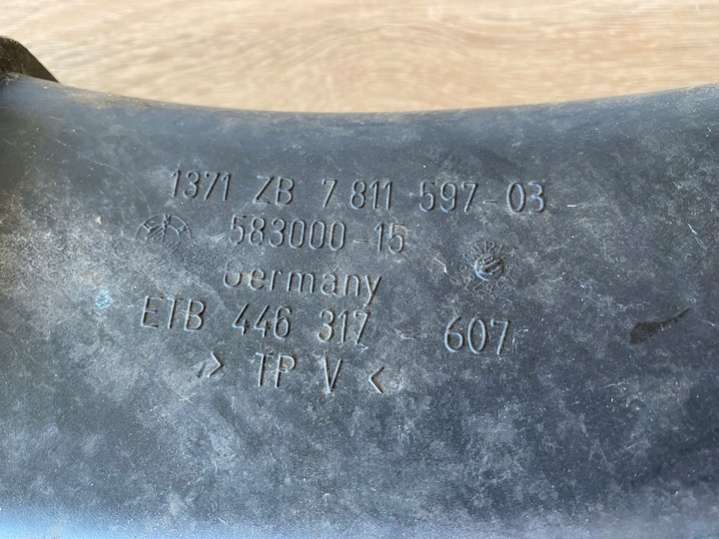 1371 ZB 7 811 597-03
583000-15
Germany
ETB 446 317 - 607
> TP V <